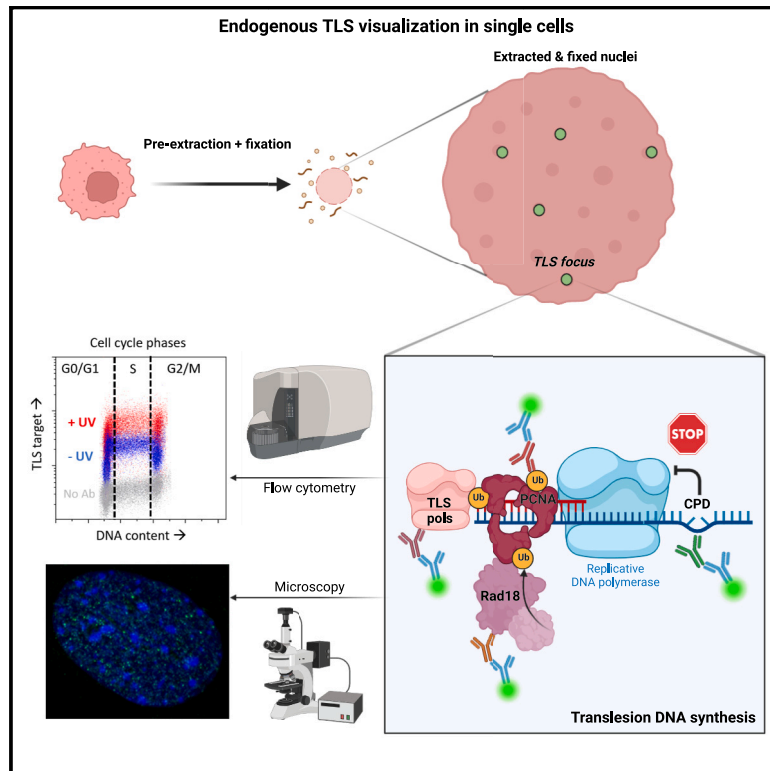 Endogenous TLS visualization in single cells
Extracted & fixed nuclei
Pre-extraction + fixation
TLS focus
Cell cycle phases
G0/G1 S G2/M
TLS target →
+ UV
- UV
No Ab
DNA content →
Flow cytometry
Microscopy
STOP
Ub
Ub
PCNA
TLS
pols
CPD
Ub
Replicative
DNA polymerase
Rad18
Translesion DNA synthesis